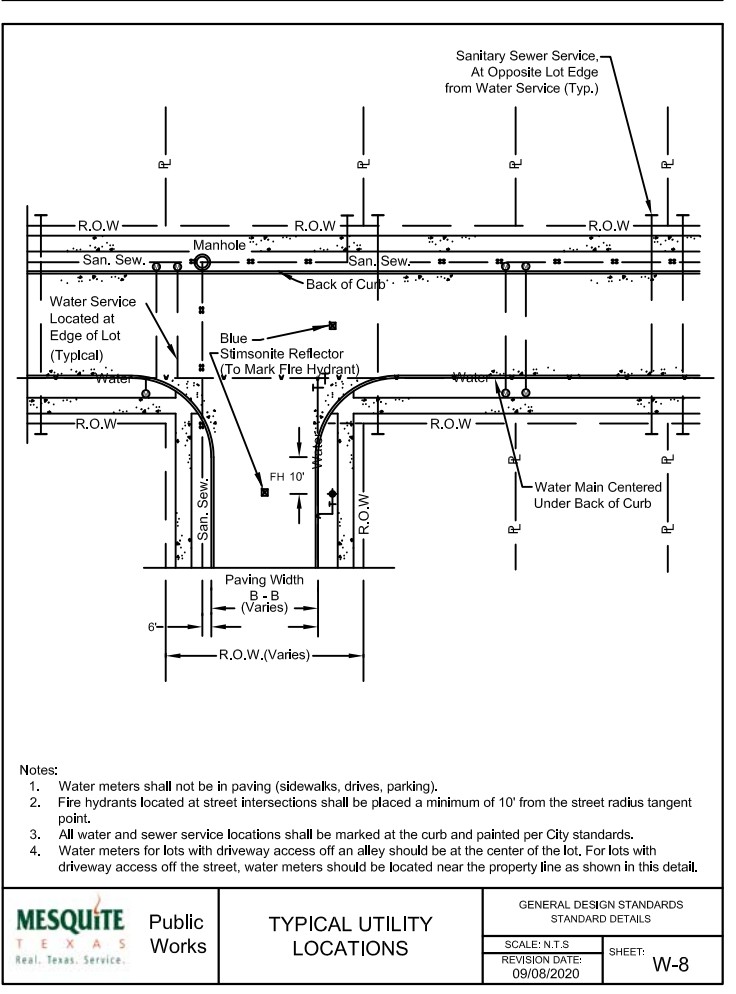 Sanitary Sewer Service,
At Opposite Lot Edge
from Water Service (Typ.)
PL PL PL PL
R.O.W R.O.W R.O.W
Manhole
San. Sew. San. Sew.
Back of Curb
Water Service
Located at
Edge of Lot
(Typical)
Blue
Stimsonite Reflector
(To Mark Fire Hydrant)
Water Water
R.O.W R.O.W
Water
FH 10'
San. Sew.
R.O.W
PL PL
Water Main Centered
Under Back of Curb
PL PL
Paving Width
B - B
(Varies)
6'
R.O.W.(Varies)
Notes:
1. Water meters shall not be in paving (sidewalks, drives, parking).
2. Fire hydrants located at street intersections shall be placed a minimum of 10' from the street radius tangent
point.
3. All water and sewer service locations shall be marked at the curb and painted per City standards.
4. Water meters for lots with driveway access off an alley should be at the center of the lot. For lots with
driveway access off the street, water meters should be located near the property line as shown in this detail.
MESQUiTE
T E X A S
Real. Texas. Service.
Public
Works
TYPICAL UTILITY
LOCATIONS
GENERAL DESIGN STANDARDS
STANDARD DETAILS
SCALE: N.T.S
REVISION DATE:
09/08/2020
SHEET: W-8